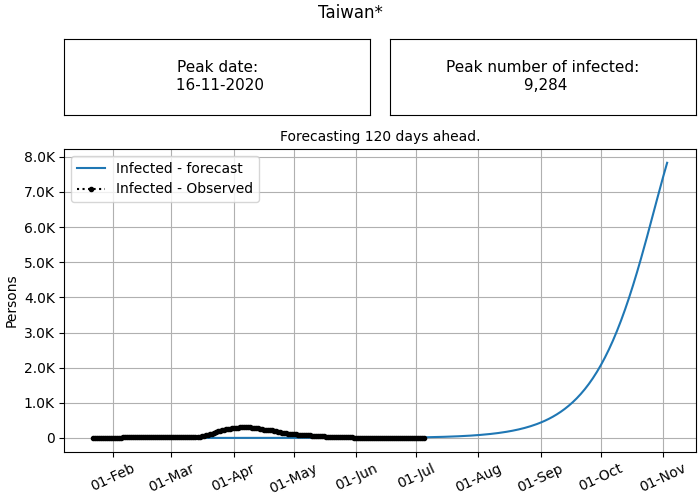 Taiwan*
Peak date:
16-11-2020
Peak number of infected:
9,284
Forecasting 120 days ahead.
Infected - forecast
Infected - Observed
Persons
8.0K
7.0K
6.0K
5.0K
4.0K
3.0K
2.0K
1.0K
0
01-Feb
01-Mar
01-Apr
01-May
01-Jun
01-Jul
01-Aug
01-Sep
01-Oct
01-Nov